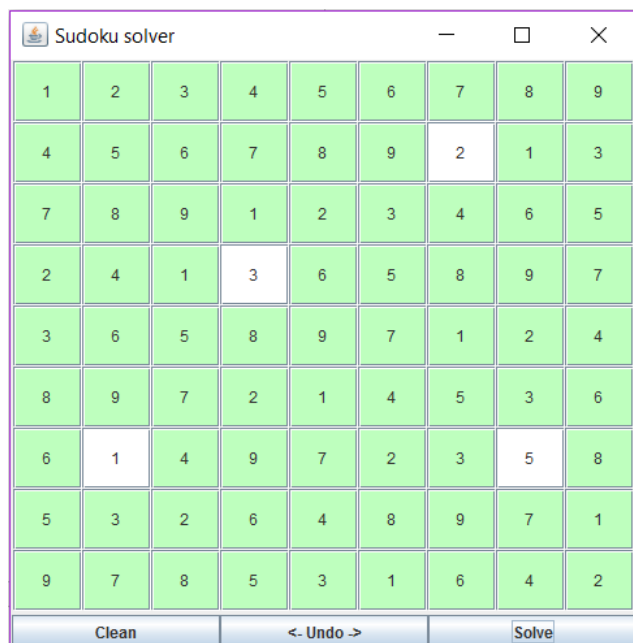 Sudoku solver
1 2 3 4 5 6 7 8 9
4 5 6 7 8 9 2 1 3
7 8 9 1 2 3 4 6 5
2 4 1 3 6 5 8 9 7
3 6 5 8 9 7 1 2 4
8 9 7 2 1 4 5 3 6
6 1 4 9 7 2 3 5 8
5 3 2 6 4 8 9 7 1
9 7 8 5 3 1 6 4 2
Clean <- Undo -> Solve